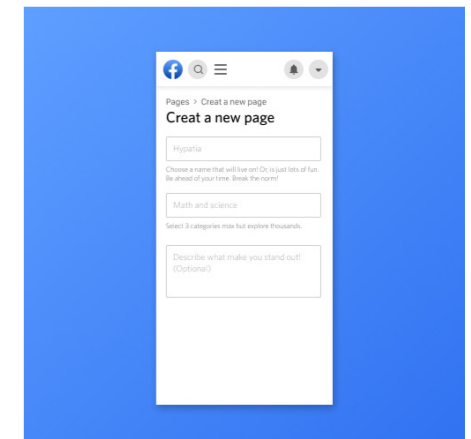 Pages > Creat a new page
Creat a new page
Hypatia
Choose a name that will live on! Or, is just lots of fun.
Be ahead of your time. Break the norm!
Math and science
Select 3 categories max but explore thousands.
Describe what make you stand out!
(Optional)